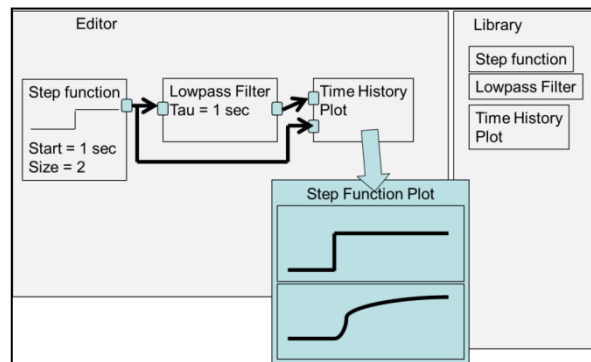 Editor
Library
Step function
Start = 1 sec
Size = 2
Lowpass Filter
Tau = 1 sec
Time History
Plot
Step Function Plot
Step function
Lowpass Filter
Time History
Plot